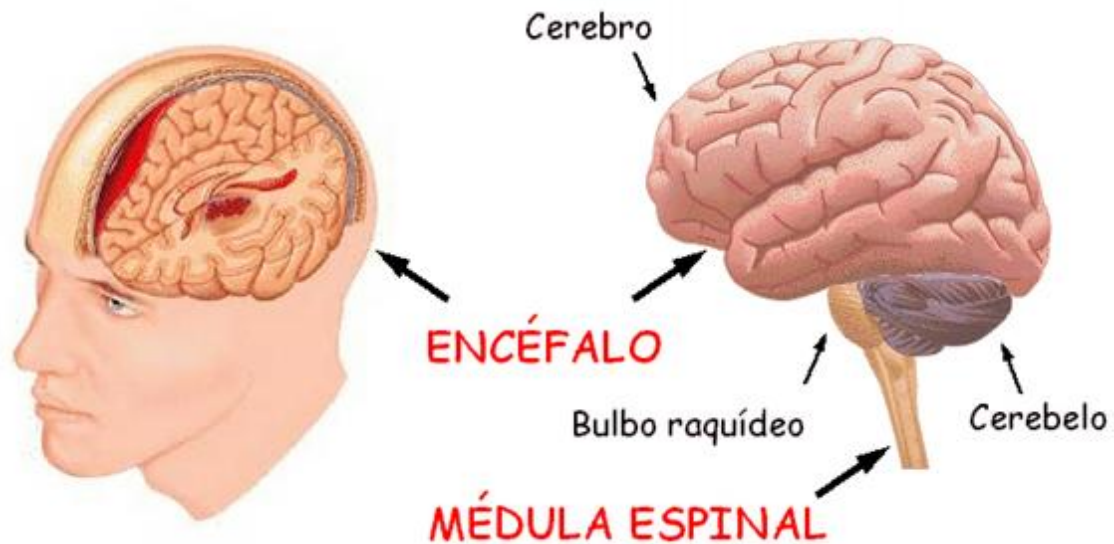 Cerebro
ENCÉFALO
Bulbo raquídeo
Cerebelo
MÉDULA ESPINAL